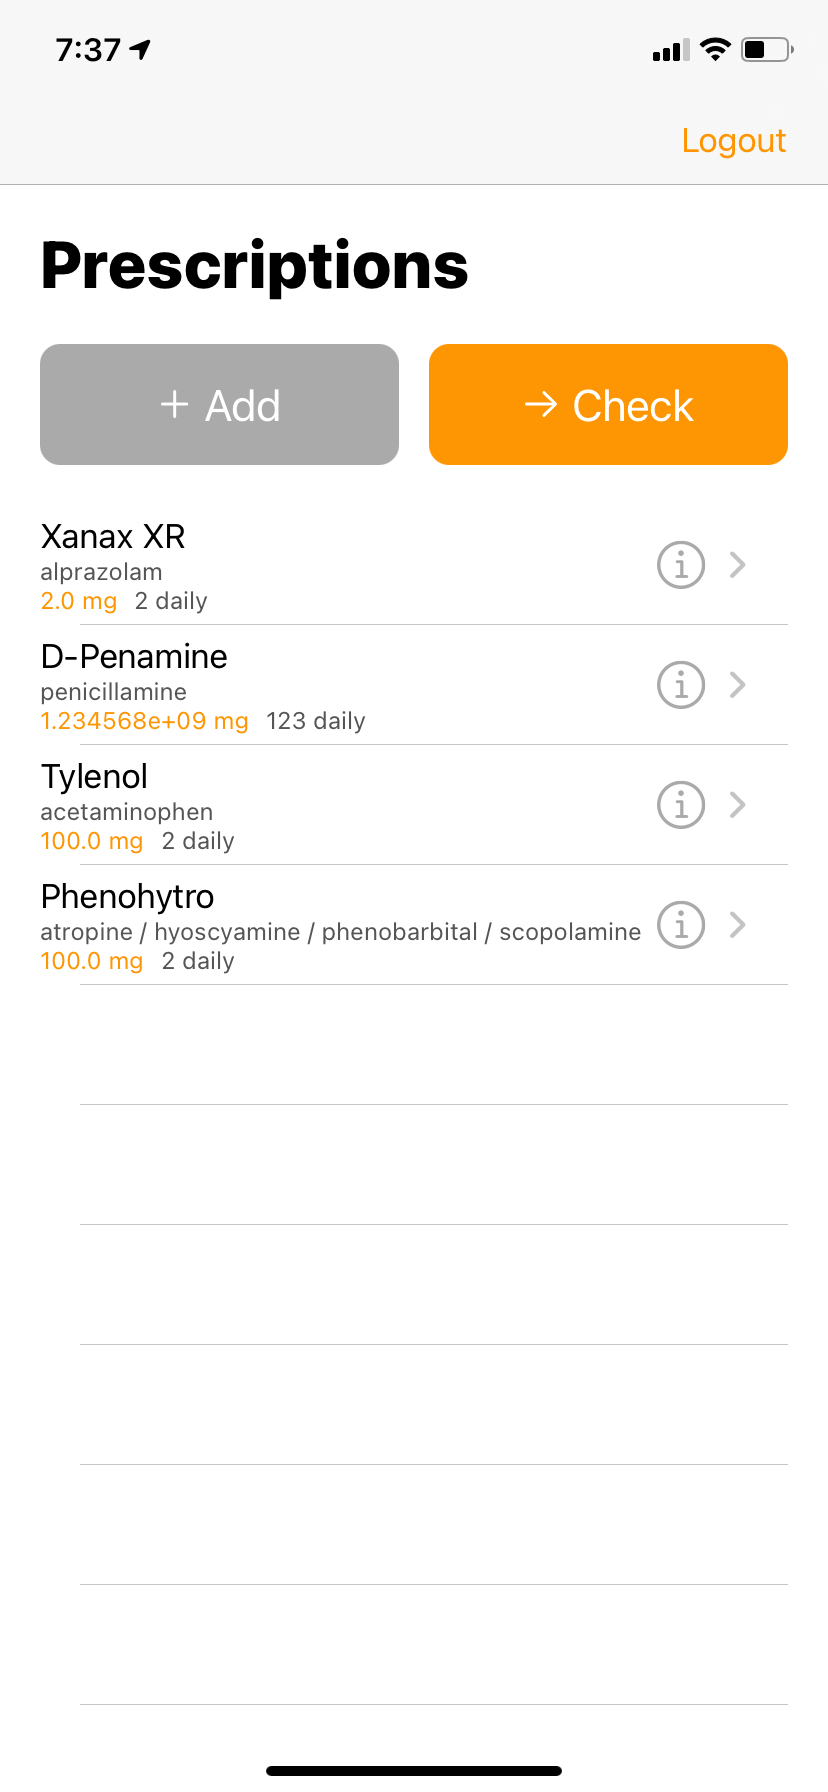 7:37
Logout
Prescriptions
+ Add
→ Check
Xanax XR
alprazolam
2.0 mg 2 daily
D-Penamine
penicillamine
1.234568e+09 mg 123 daily
Tylenol
acetaminophen
100.0 mg 2 daily
Phenohytro
atropine / hyoscyamine / phenobarbital / scopolamine
100.0 mg 2 daily